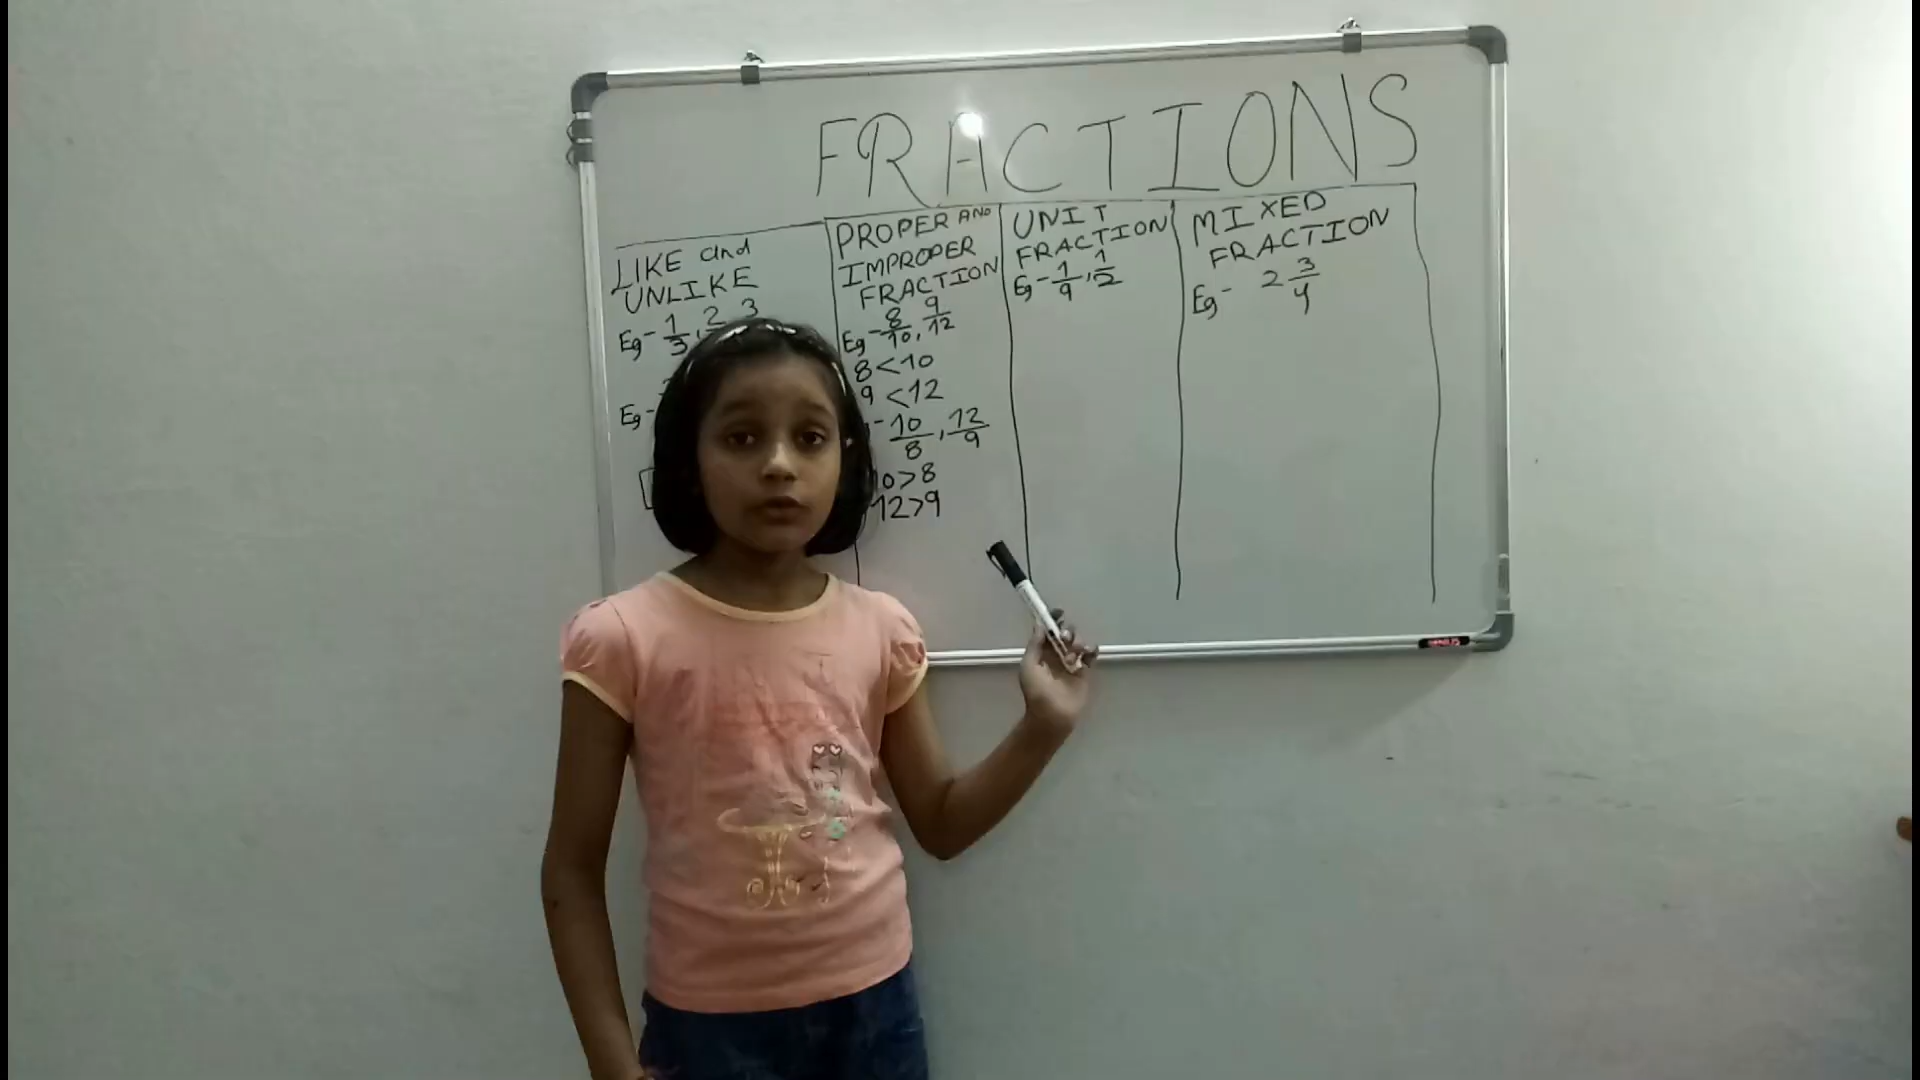 FRACTIONS
LIKE and
UNLIKE
Eg- 1/3, 2 3
Eg-
PROPER AND
IMPROPER
FRACTION
Eg- 8/10, 9/12
8<10
9<12
- 10/8, 12/9
0>8
12>9
UNIT
FRACTION
Eg- 1/9, 1/2
MIXED
FRACTION
Eg- 2 3/4